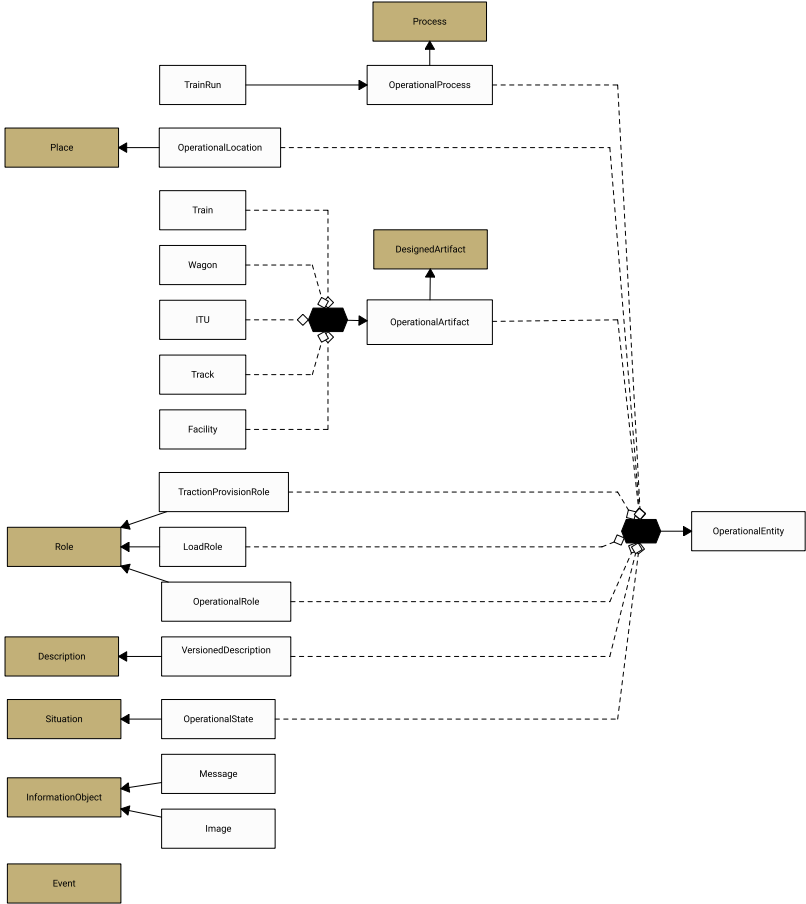 Process
TrainRun
OperationalProcess
Place
OperationalLocation
Train
DesignedArtifact
Wagon
ITU
OperationalArtifact
Track
Facility
TractionProvisionRole
OperationalEntity
Role
LoadRole
OperationalRole
Description
VersionedDescription
Situation
OperationalState
Message
InformationObject
Image
Event